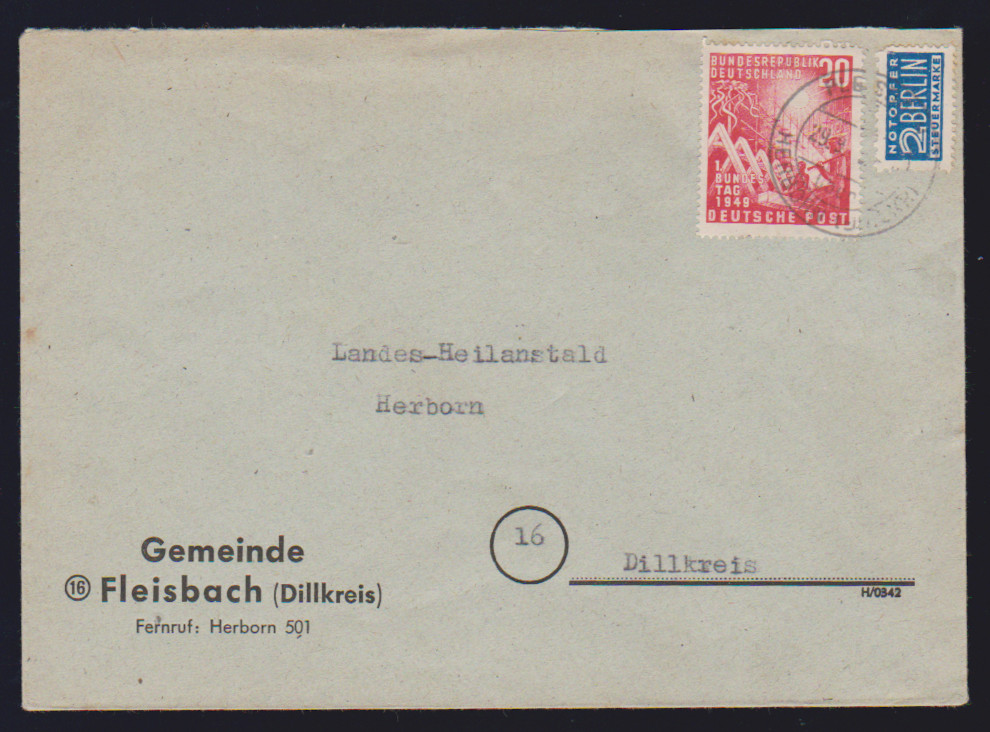 BUNDESREPUBLIK 20
DEUTSCHLAND
1.
BUNDES
TAG
1949
DEUTSCHE POST
NOTOPFER
2 BERLIN
STEUERMARKE
Landes-Heilanstald
Herborn
16
Dillkreis
H/0342
Gemeinde
16 Fleisbach (Dillkreis)
Fernruf: Herborn 501